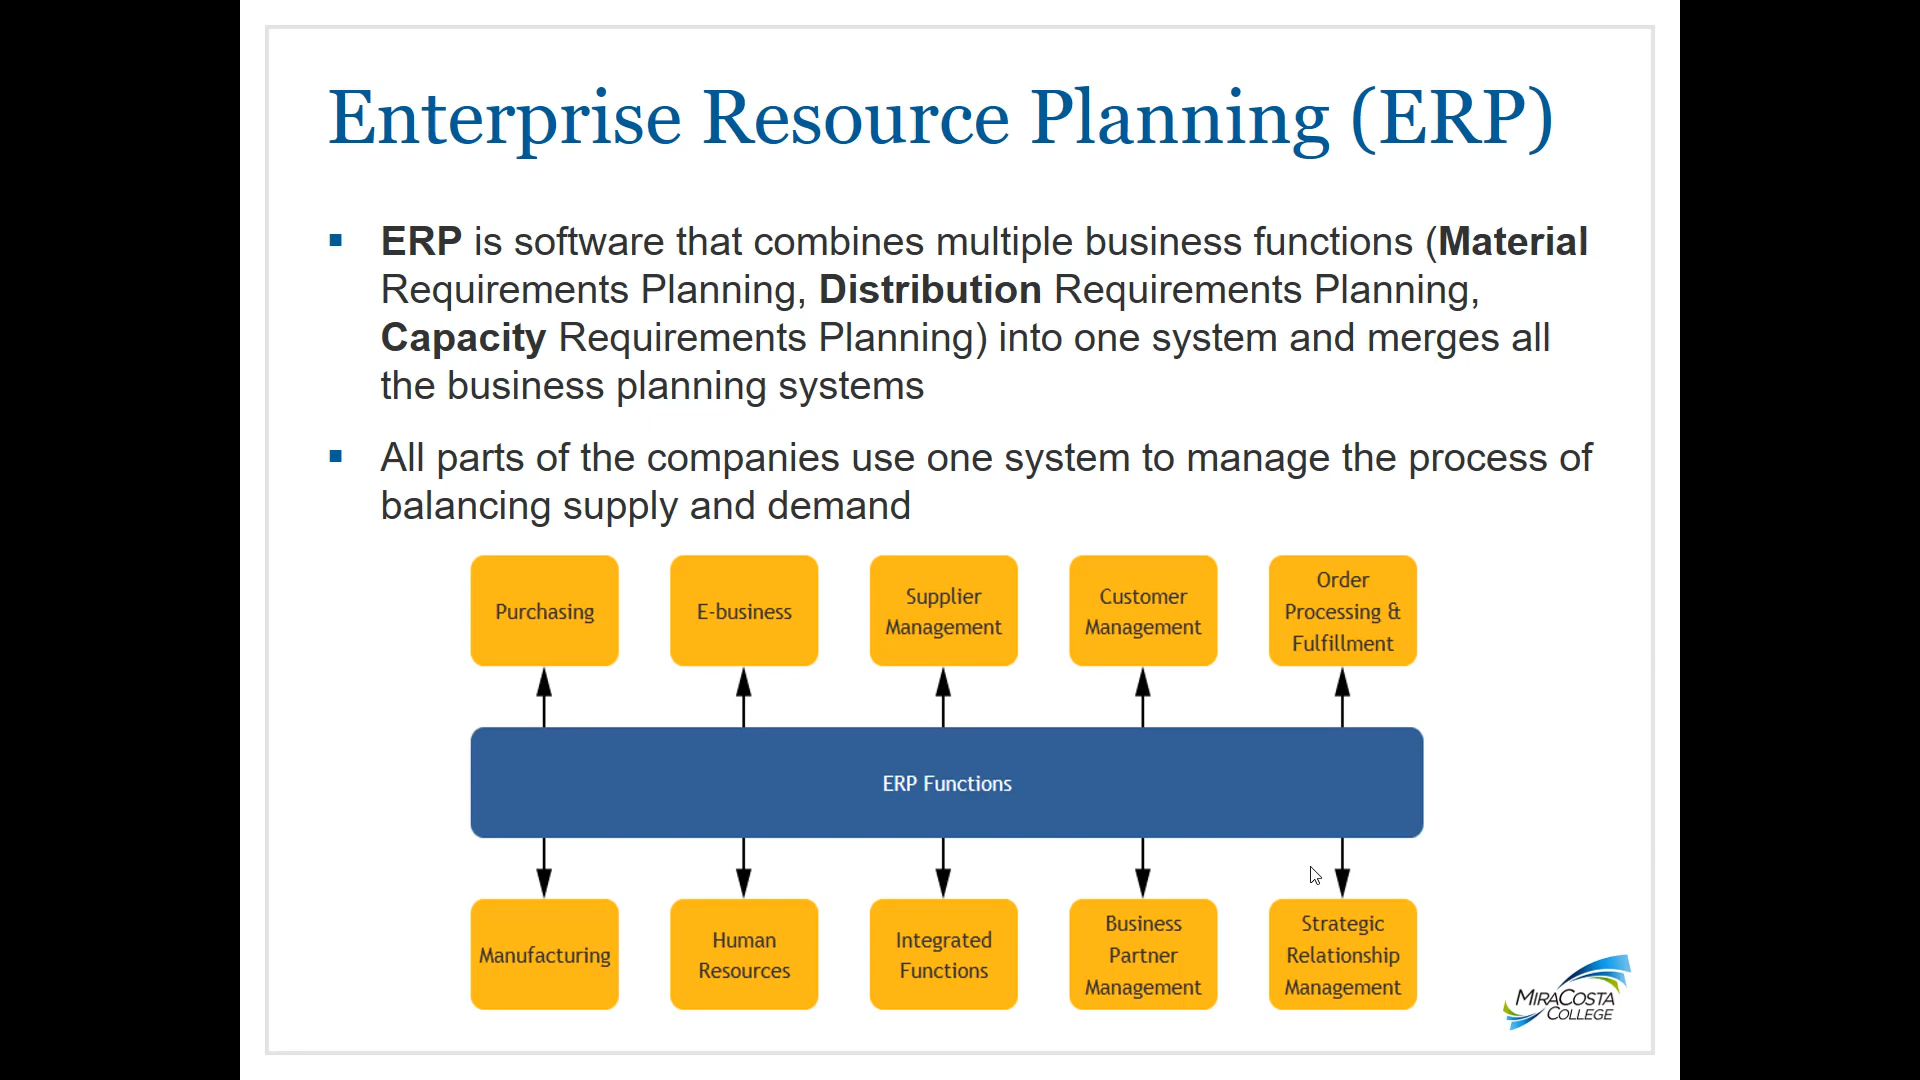 Enterprise Resource Planning (ERP)
ERP is software that combines multiple business functions (Material
Requirements Planning, Distribution Requirements Planning,
Capacity Requirements Planning) into one system and merges all
the business planning systems
All parts of the companies use one system to manage the process of
balancing supply and demand
Purchasing
E-business
Supplier
Management
Customer
Management
Order
Processing &
Fulfillment
ERP Functions
Manufacturing
Human
Resources
Integrated
Functions
Business
Partner
Management
Strategic
Relationship
Management
MIRACOSTA
COLLEGE